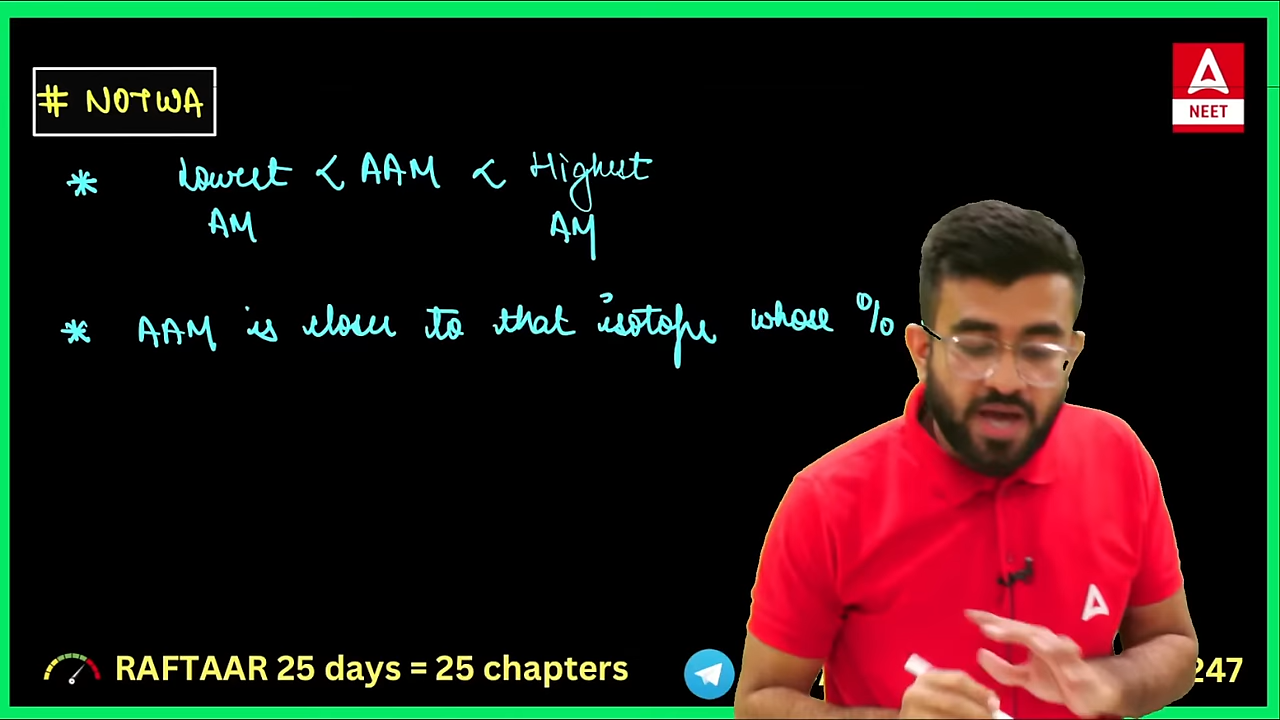 # NOTWA
NEET
* Lowest < AAM < Highest
AM AM
* AAM is closer to that isotope whose %
RAFTAAR 25 days = 25 chapters
247